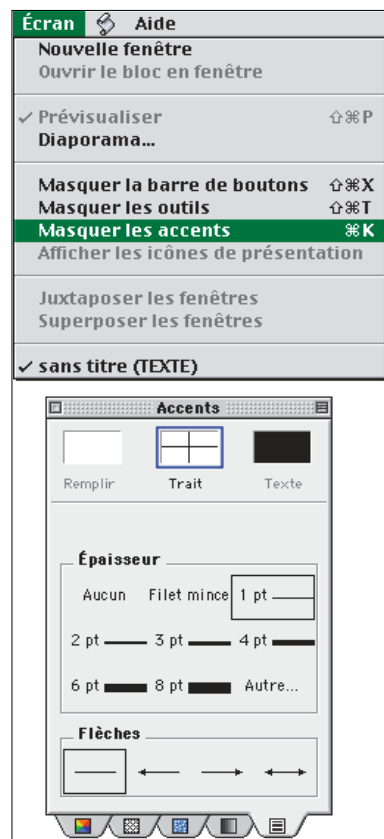 Écran Aide
Nouvelle fenêtre
Ouvrir le bloc en fenêtre
✓ Prévisualiser ⇧⌘P
Diaporama...
Masquer la barre de boutons ⇧⌘X
Masquer les outils ⇧⌘T
Masquer les accents ⌘K
Afficher les icônes de présentation
Juxtaposer les fenêtres
Superposer les fenêtres
✓ sans titre (TEXTE)
Accents
Remplir Trait Texte
Épaisseur
Aucun Filet mince 1 pt
2 pt 3 pt 4 pt
6 pt 8 pt Autre...
Flèches